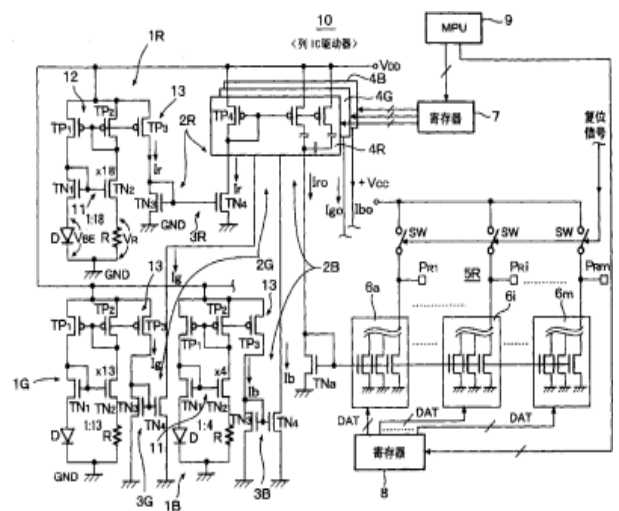 10
(列IC驱动器)
MPU
9
1R
VDD
4B
4G
12
13
TP1
TP2
TP3
2R
TP4
寄存器
7
复位
信号
4R
Ir
Ir
Iro
Igo
Ibo
+Vcc
TN1
x18
TN2
11
1:18
TN3
GND
TN4
3R
D
VBE
R
VR
GND
2G
2B
SW
SW
SW
PR1
5R
PRi
PRm
6a
6i
6m
Ig
13
13
TP1
TP2
TP3
TP1
TP2
TP3
Ig
Ib
Ib
TNa
1G
x13
x4
TN1
TN2
TN3
TN4
TN1
TN2
TN3
TN4
1:13
11
1:4
D
R
D
R
GND
3G
1B
3B
DAT
DAT
DAT
寄存器
8